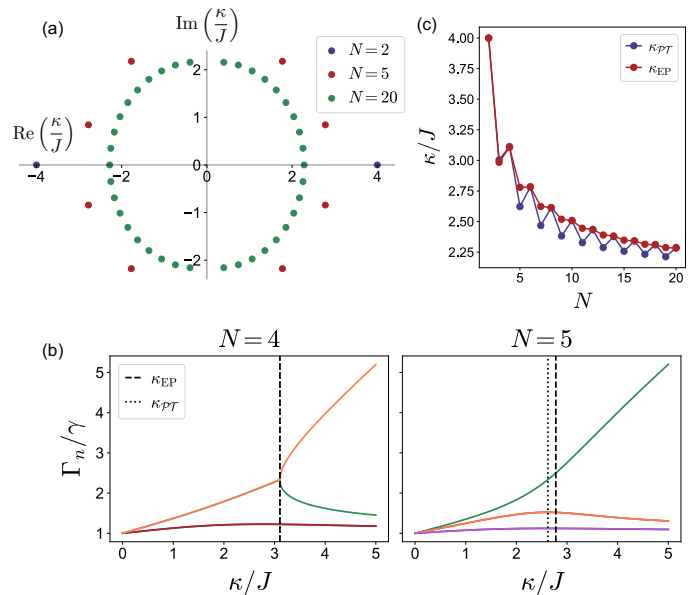 (a)
Im(κ/J)
N = 2
N = 5
N = 20
Re(κ/J)
2
1
0
−1
−2
−4
−2
0
2
4
(c)
κ_𝒫𝒯
κ_EP
κ/J
4.00
3.75
3.50
3.25
3.00
2.75
2.50
2.25
5
10
15
20
N
(b)
N = 4
N = 5
κ_EP
κ_𝒫𝒯
Γ_n/γ
5
4
3
2
1
0 1 2 3 4 5
0 1 2 3 4 5
κ/J
κ/J